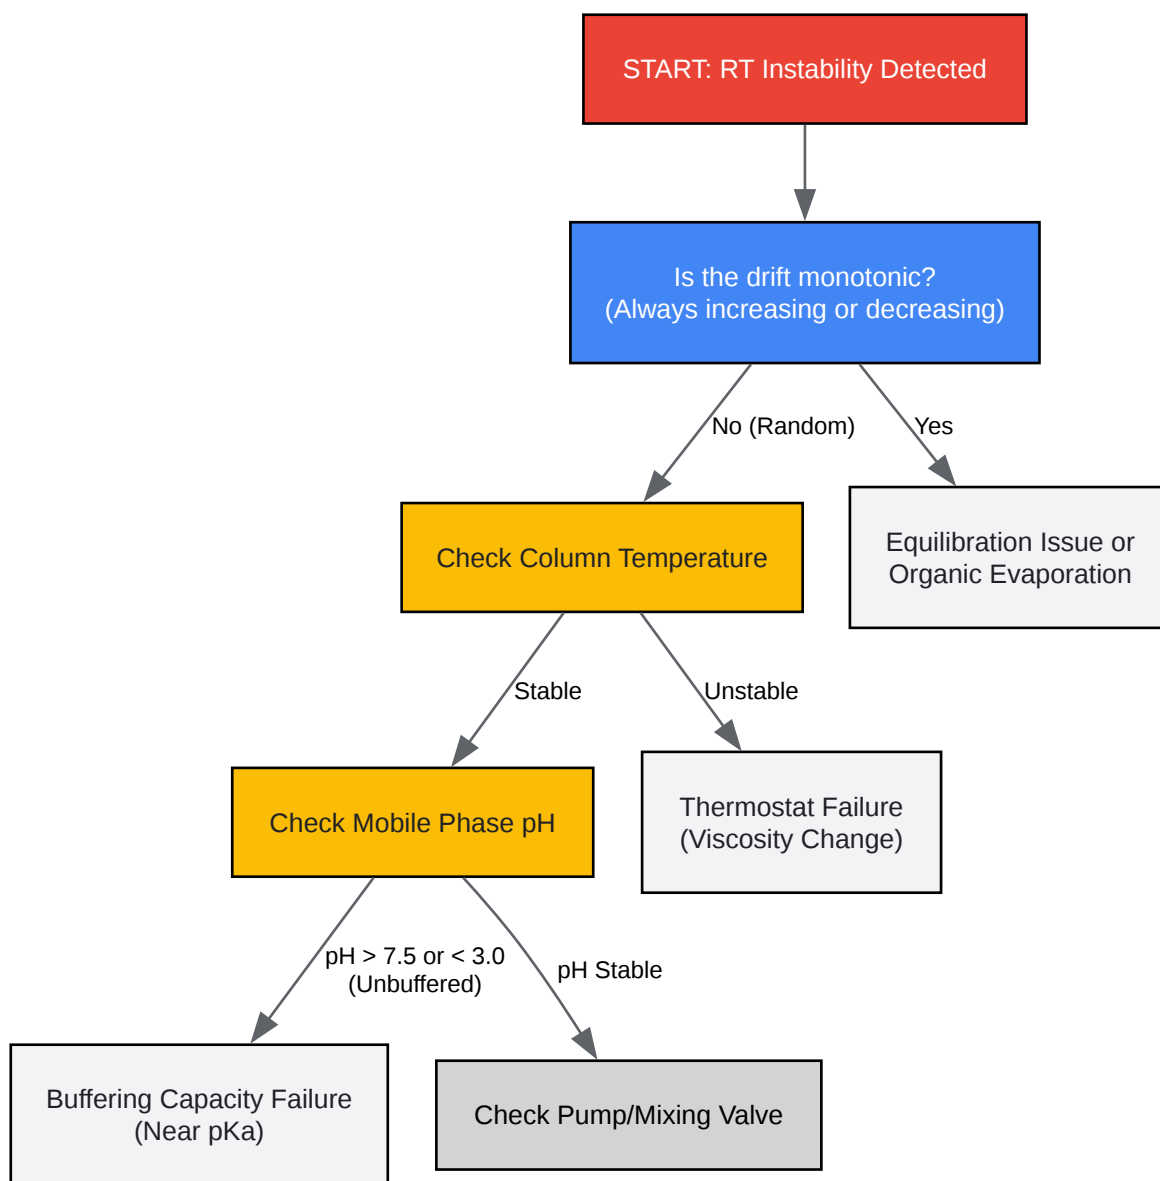 START: RT Instability Detected
Is the drift monotonic?
(Always increasing or decreasing)
No (Random)
Yes
Check Column Temperature
Equilibration Issue or
Organic Evaporation
Stable
Unstable
Check Mobile Phase pH
Thermostat Failure
(Viscosity Change)
pH > 7.5 or < 3.0
(Unbuffered)
pH Stable
Buffering Capacity Failure
(Near pKa)
Check Pump/Mixing Valve